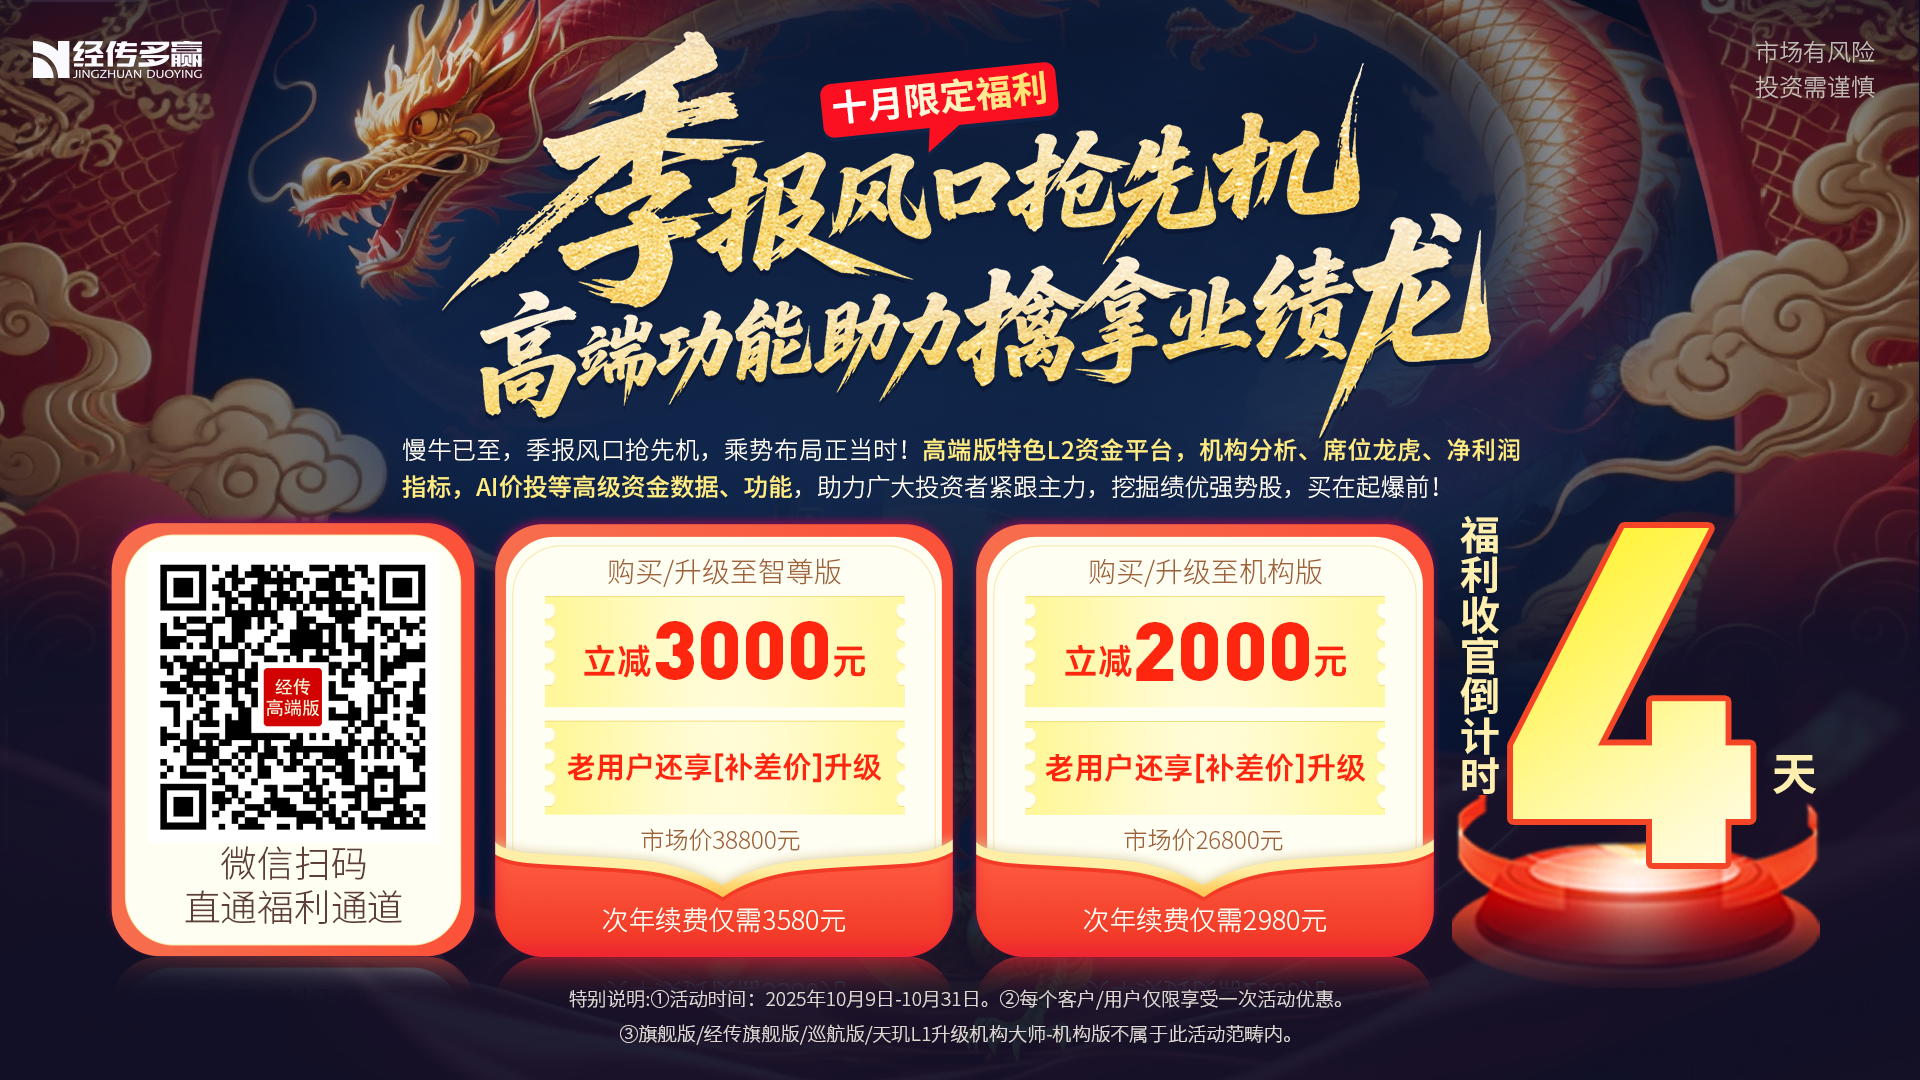 经传多赢
JINGZHUAN DUOYING
市场有风险
投资需谨慎
十月限定福利
季报风口抢先机
高端功能助力擒拿业绩龙
慢牛已至，季报风口抢先机，乘势布局正当时！高端版特色L2资金平台，机构分析、席位龙虎、净利润
指标，AI价投等高级资金数据、功能，助力广大投资者紧跟主力，挖掘绩优强势股，买在起爆前！
经传
高端版
微信扫码
直通福利通道
购买/升级至智尊版
立减3000元
老用户还享[补差价]升级
市场价38800元
次年续费仅需3580元
购买/升级至机构版
立减2000元
老用户还享[补差价]升级
市场价26800元
次年续费仅需2980元
福利收官倒计时
4天
特别说明:①活动时间：2025年10月9日-10月31日。②每个客户/用户仅限享受一次活动优惠。
③旗舰版/经传旗舰版/巡航版/天玑L1升级机构大师-机构版不属于此活动范畴内。